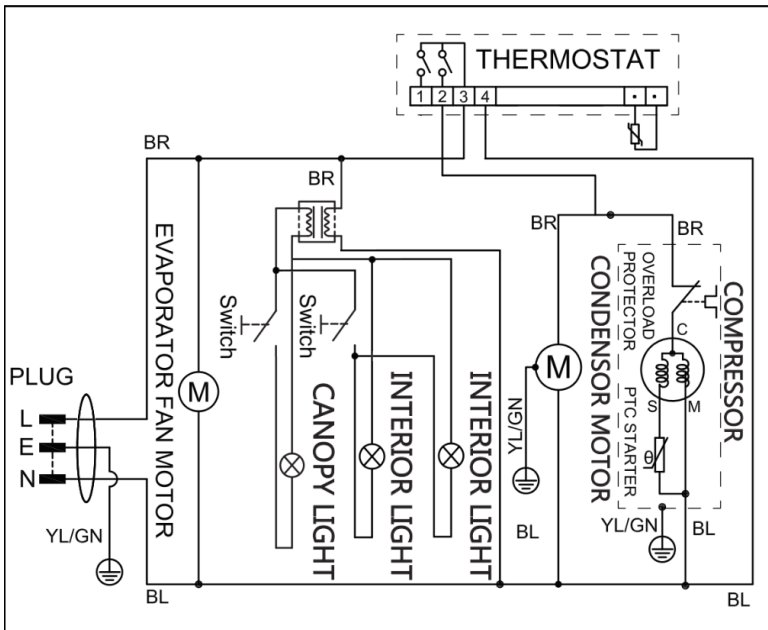 THERMOSTAT
1 2 3 4
BR
BR
BR
BR
EVAPORATOR FAN MOTOR
Switch
Switch
CANOPY LIGHT
INTERIOR LIGHT
INTERIOR LIGHT
CONDENSOR MOTOR
OVERLOAD
PROTECTOR
COMPRESSOR
C
S
M
PTC STARTER
θ
M
M
PLUG
L
E
N
YL/GN
YL/GN
YL/GN
BL
BL
BL
BL